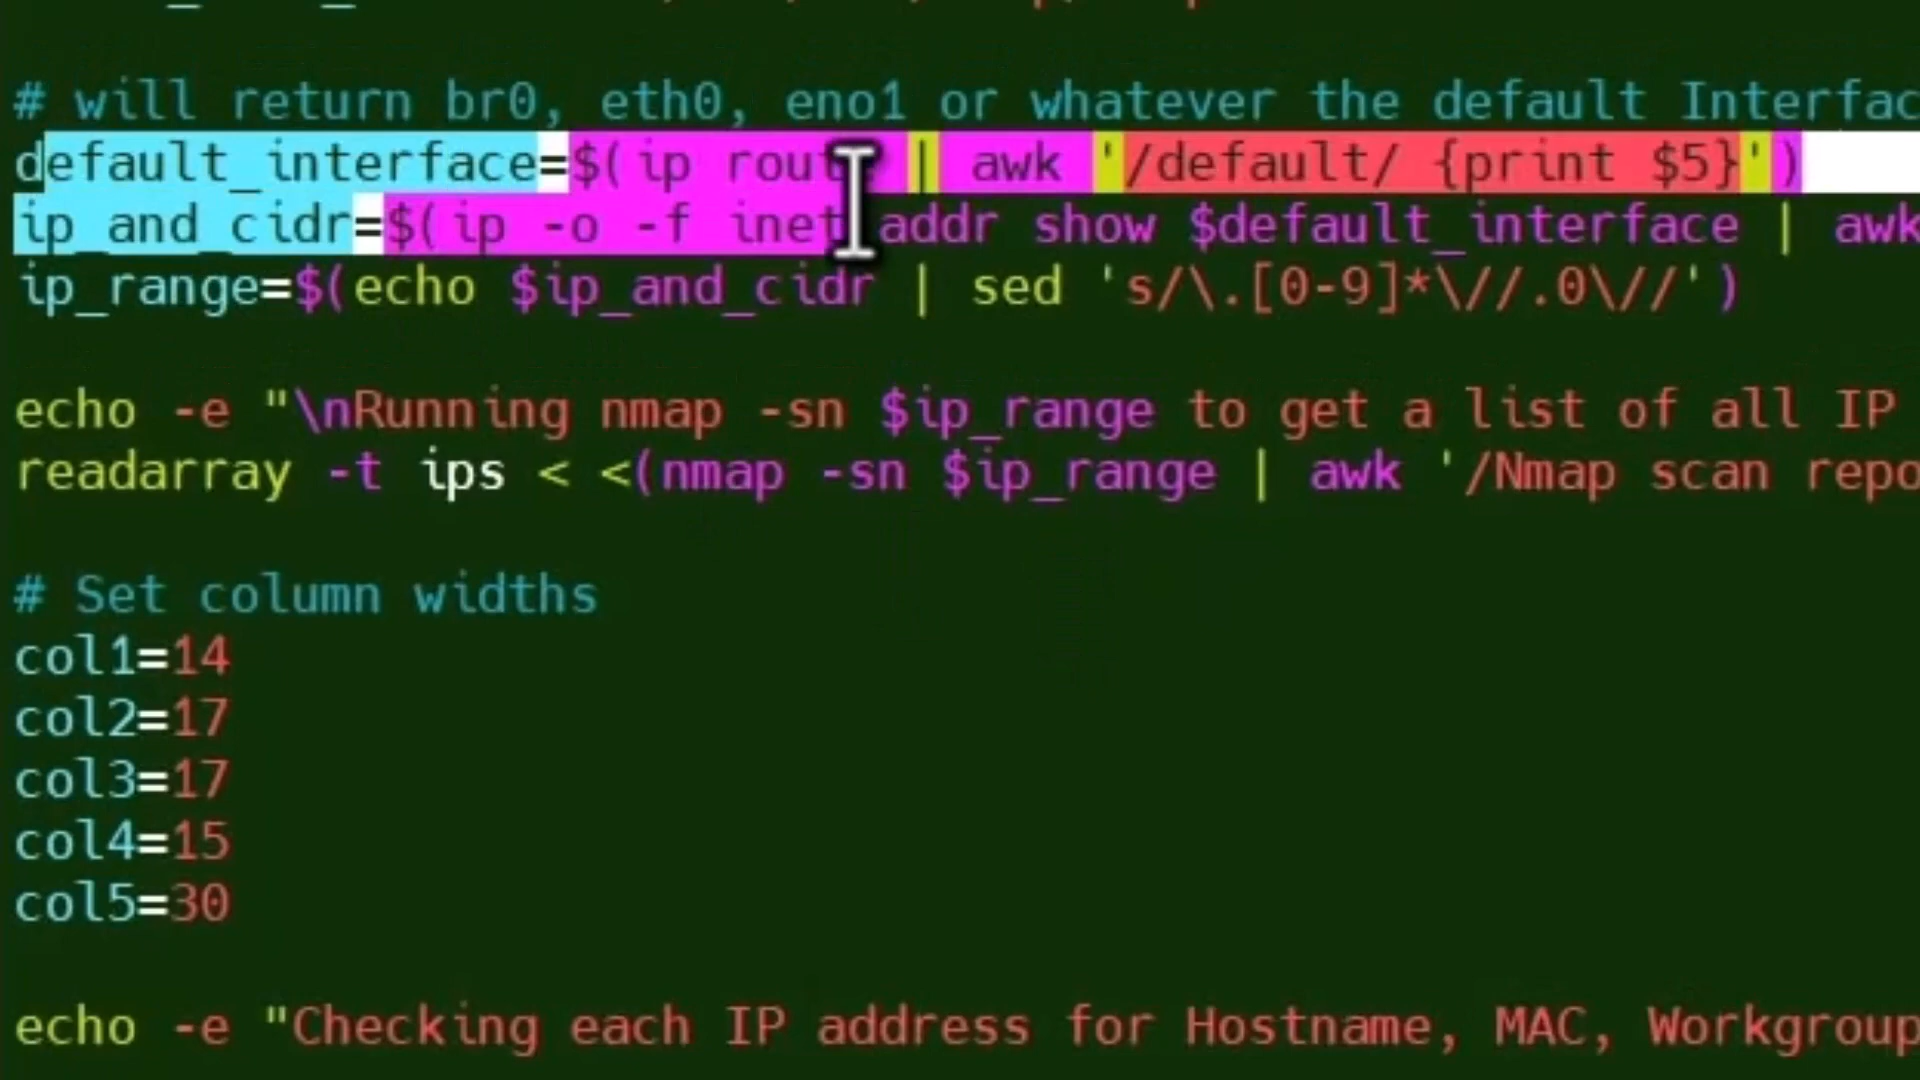 # will return br0, eth0, eno1 or whatever the default Interfac
default_interface=$(ip route | awk '/default/ {print $5}')
ip_and_cidr=$(ip -o -f inet addr show $default_interface | awk
ip_range=$(echo $ip_and_cidr | sed 's/\.[0-9]*\//.0\//')
echo -e "\nRunning nmap -sn $ip_range to get a list of all IP
readarray -t ips < <(nmap -sn $ip_range | awk '/Nmap scan repo
# Set column widths
col1=14
col2=17
col3=17
col4=15
col5=30
echo -e "Checking each IP address for Hostname, MAC, Workgroup